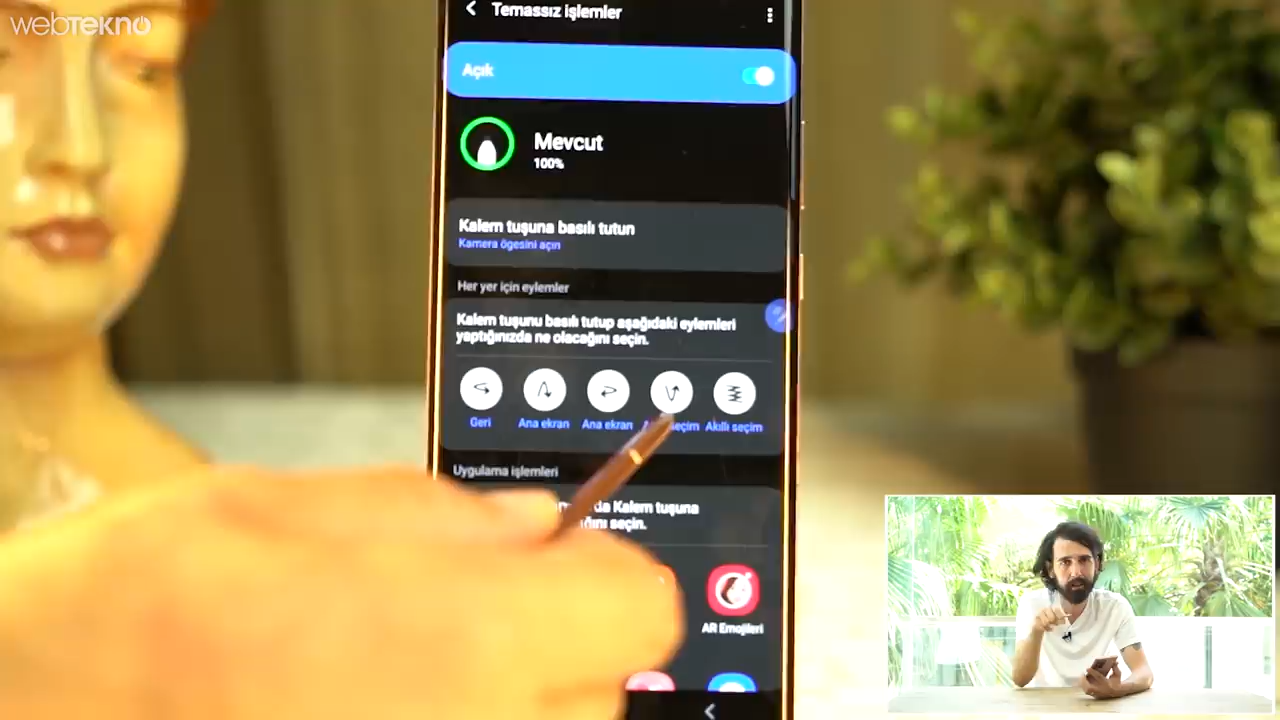 webTEKNO
Temassız işlemler
Açık
Mevcut
100%
Kalem tuşuna basılı tutun
Kamera ögesini açın
Her yer için eylemler
Kalem tuşunu basılı tutup aşağıdaki eylemleri
yaptığınızda ne olacağını seçin.
Geri
Ana ekran
Ana ekran
seçim
Akıllı seçim
Uygulama işlemleri
Kalem tuşuna
seçin.
AR Emojileri